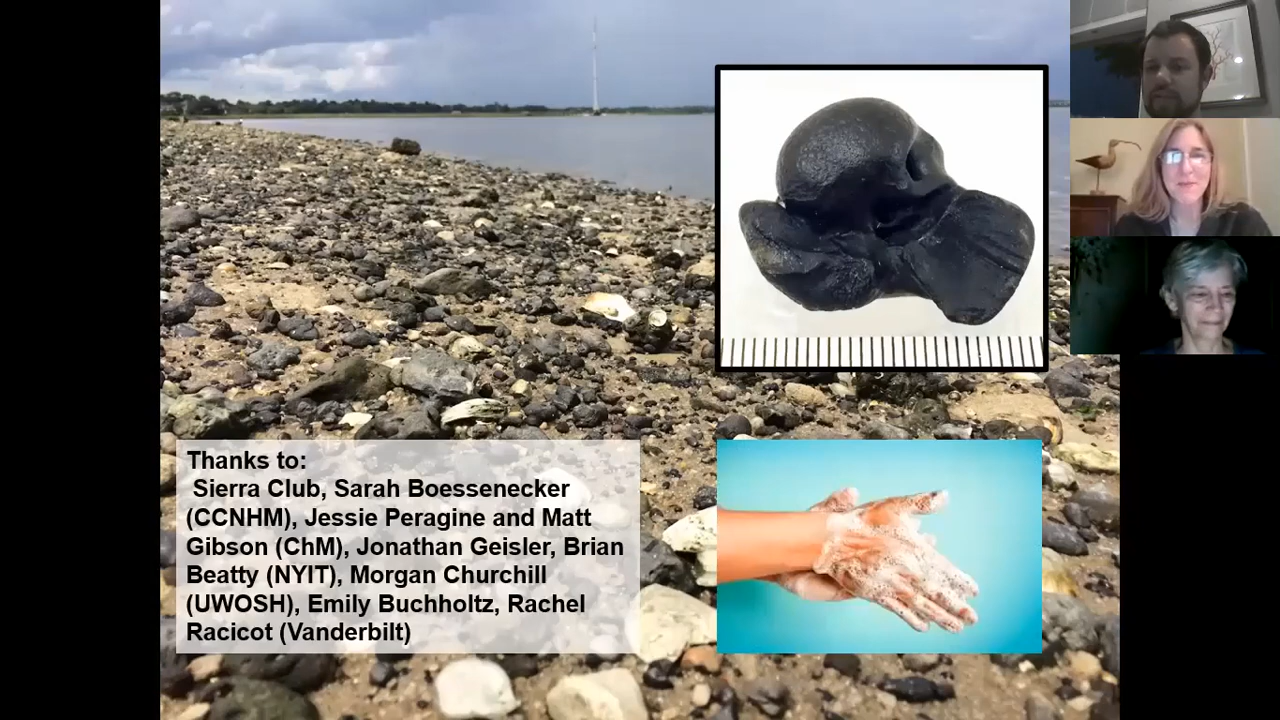 Thanks to:
Sierra Club, Sarah Boessenecker
(CCNHM), Jessie Peragine and Matt
Gibson (ChM), Jonathan Geisler, Brian
Beatty (NYIT), Morgan Churchill
(UWOSH), Emily Buchholtz, Rachel
Racicot (Vanderbilt)